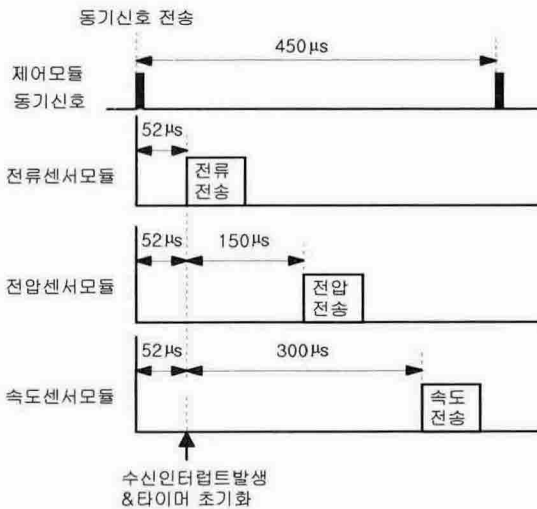 동기신호 전송
450μs
제어모듈
동기신호
52μs
전류센서모듈
전류
전송
52μs
150μs
전압센서모듈
전압
전송
52μs
300μs
속도센서모듈
속도
전송
수신인터럽트발생
&타이머 초기화